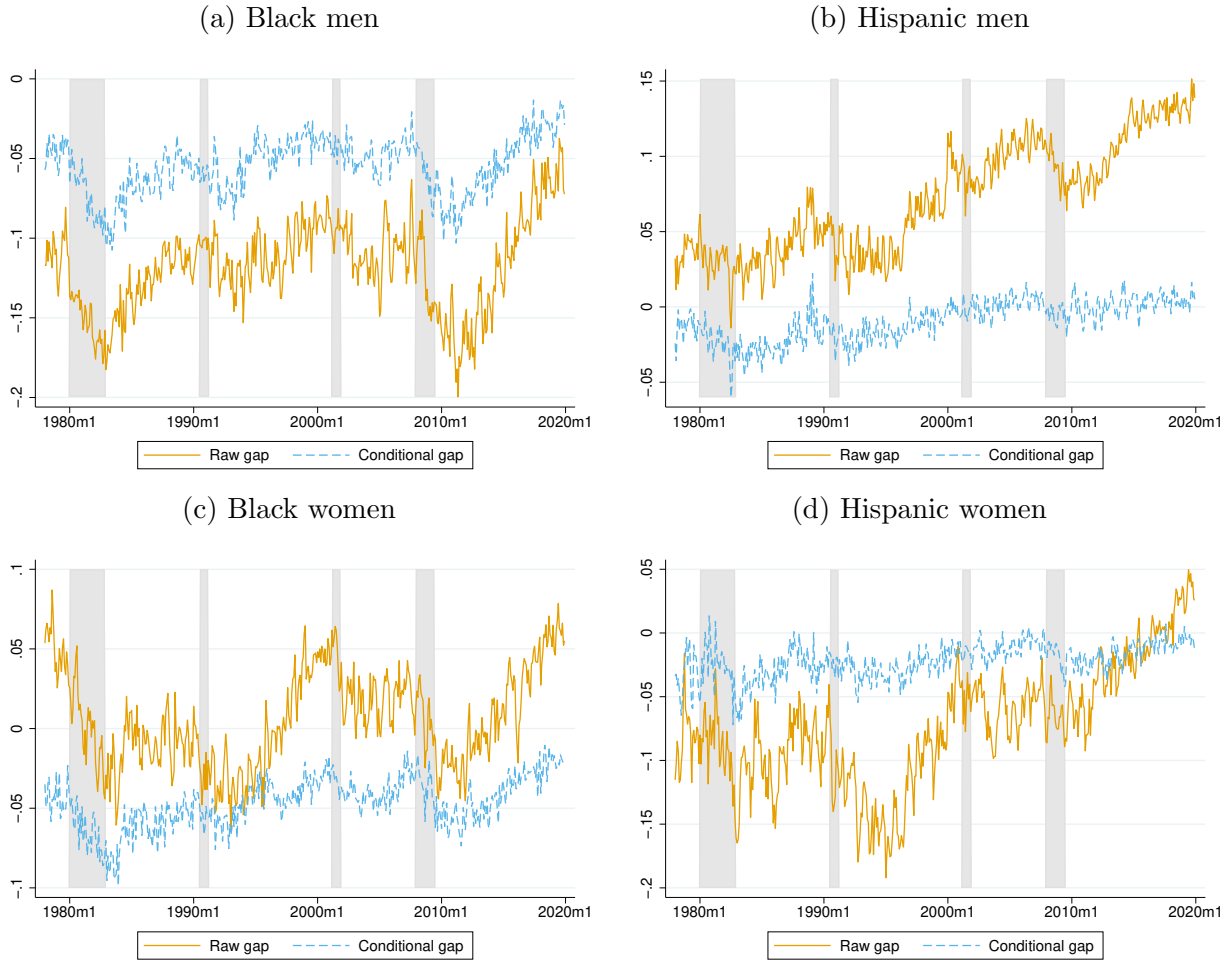 (a) Black men
0
-.05
-.1
-.15
-.2
1980m1 1990m1 2000m1 2010m1 2020m1
Raw gap Conditional gap
(b) Hispanic men
.15
.1
.05
0
-.05
1980m1 1990m1 2000m1 2010m1 2020m1
Raw gap Conditional gap
(c) Black women
.1
.05
0
-.05
-.1
1980m1 1990m1 2000m1 2010m1 2020m1
Raw gap Conditional gap
(d) Hispanic women
.05
0
-.05
-.1
-.15
-.2
1980m1 1990m1 2000m1 2010m1 2020m1
Raw gap Conditional gap